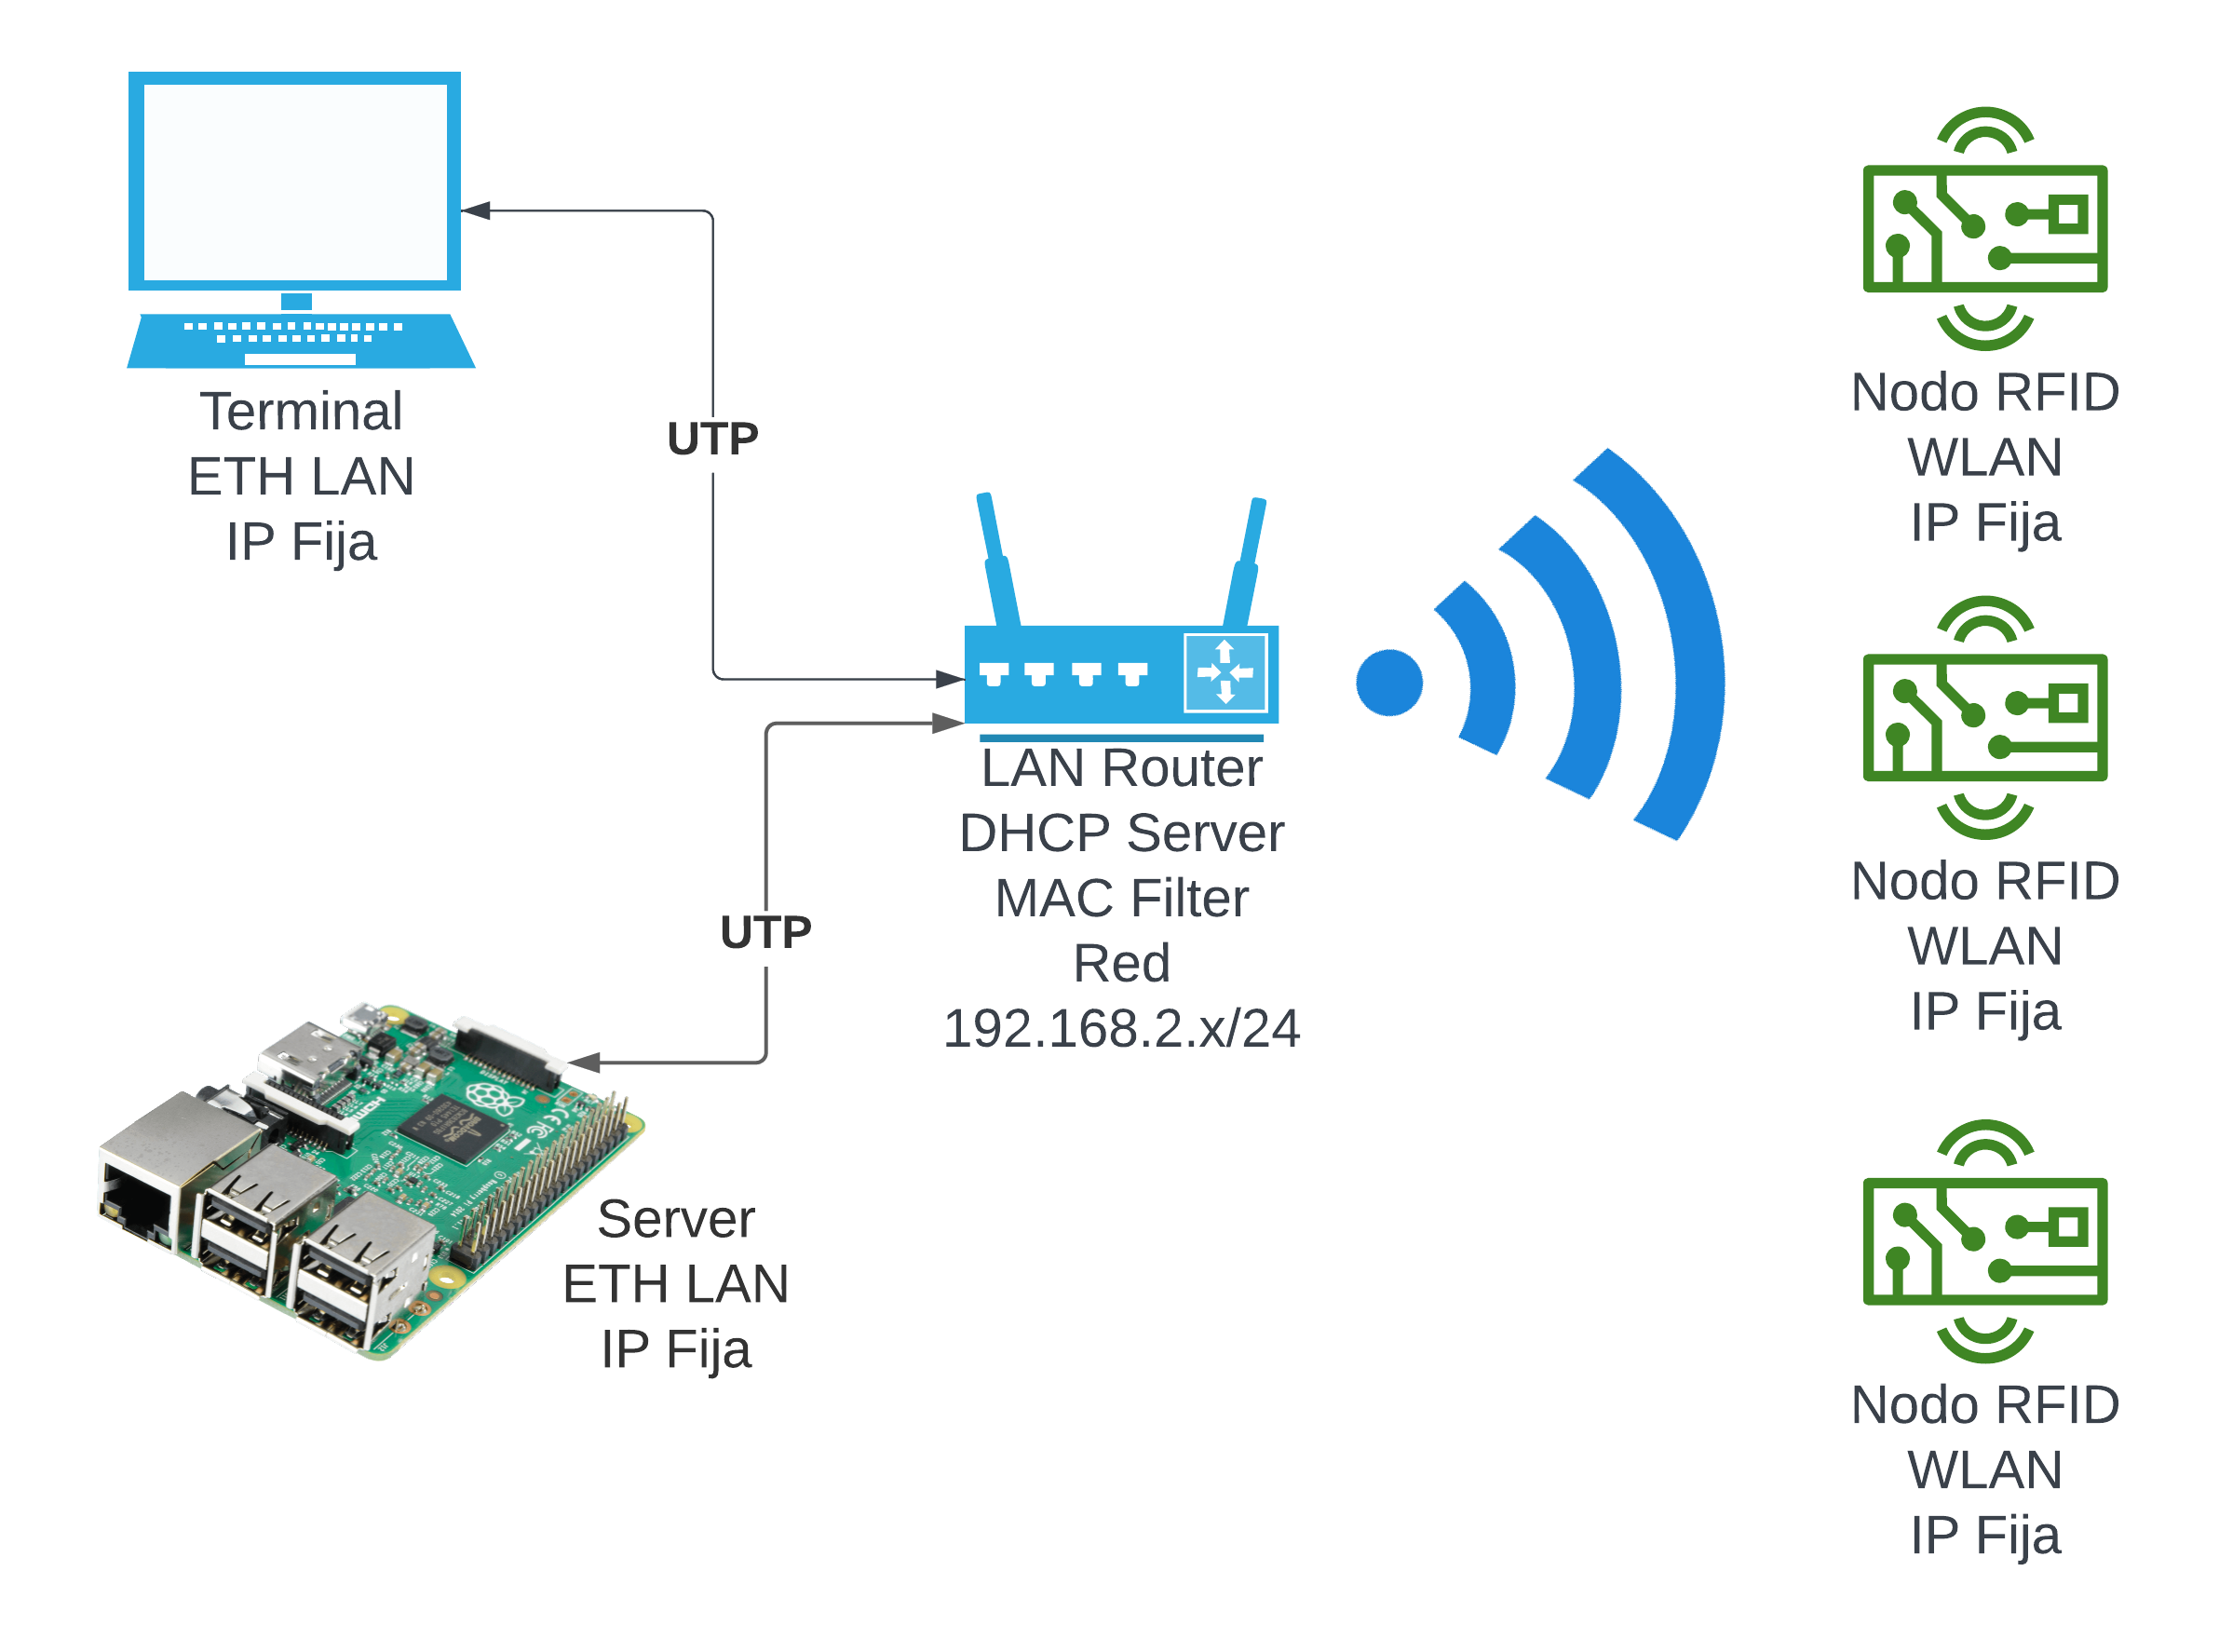 Terminal
ETH LAN
IP Fija
UTP
LAN Router
DHCP Server
MAC Filter
Red
192.168.2.x/24
UTP
Server
ETH LAN
IP Fija
Nodo RFID
WLAN
IP Fija
Nodo RFID
WLAN
IP Fija
Nodo RFID
WLAN
IP Fija